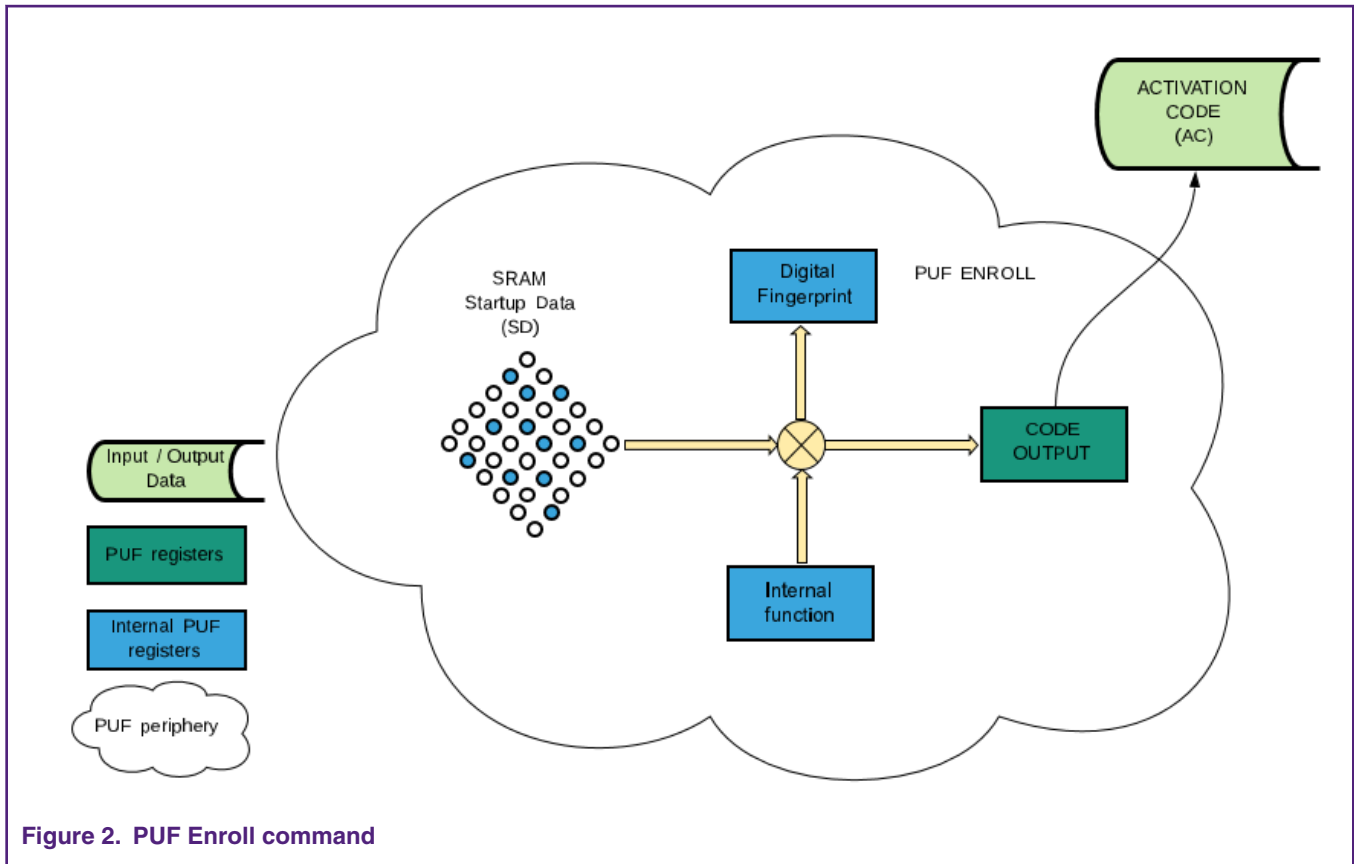 ACTIVATION
CODE
(AC)
SRAM
Startup Data
(SD)
Digital
Fingerprint
PUF ENROLL
CODE
OUTPUT
Internal
function
Input / Output
Data
PUF registers
Internal PUF
registers
PUF periphery
Figure 2. PUF Enroll command